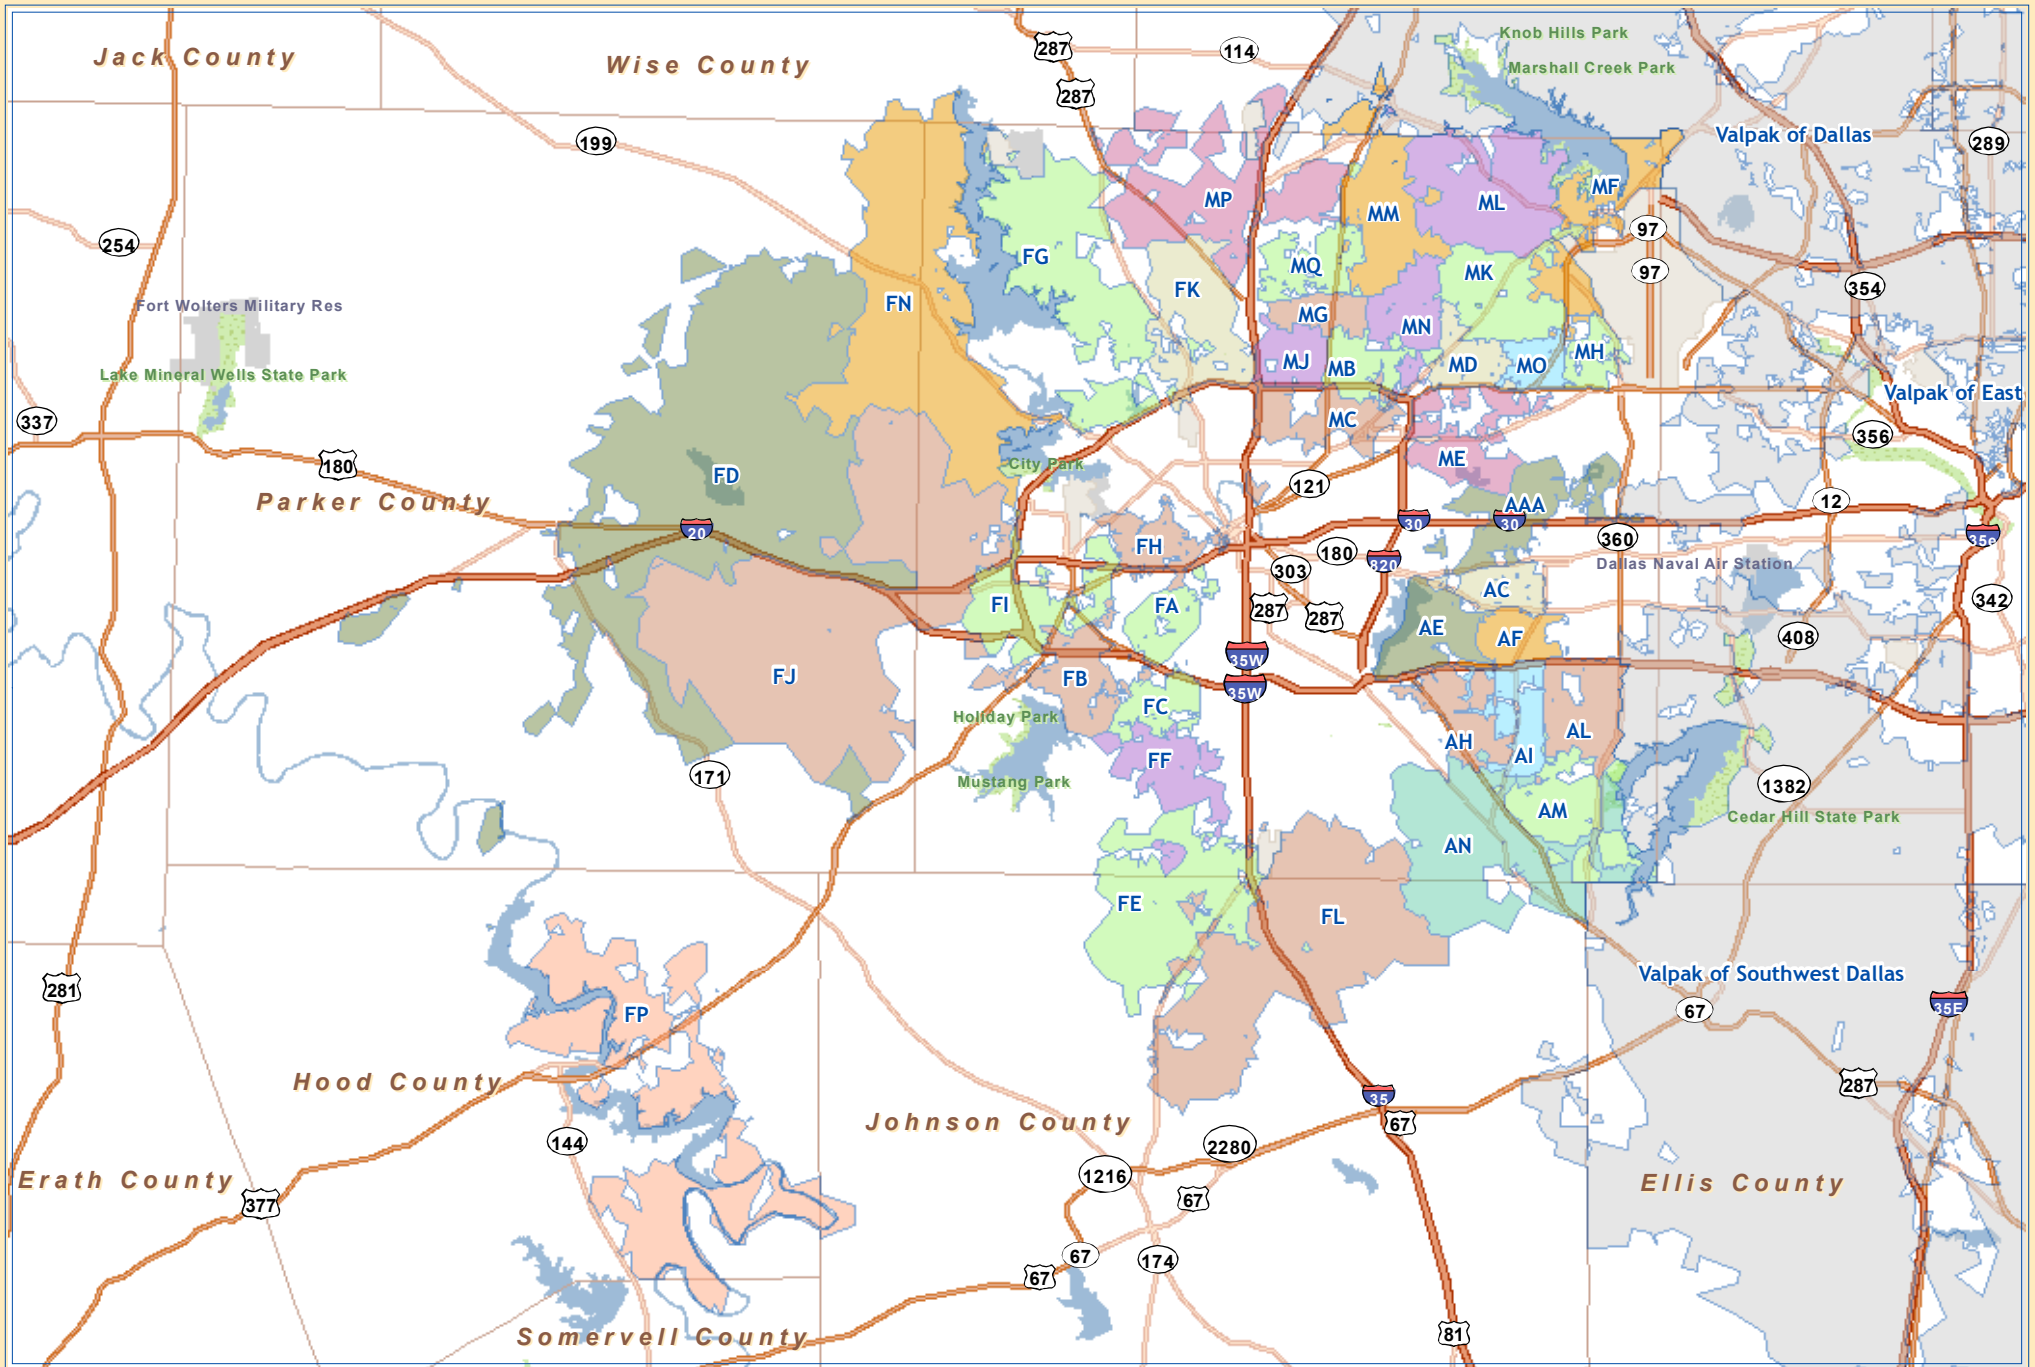 Jack County
Wise County
287
114
Knob Hills Park
Marshall Creek Park
287
Valpak of Dallas
199
289
MF
MP
ML
MM
97
254
FG
MQ
MK
97
FK
354
FN
Fort Wolters Military Res
MG
MN
Lake Mineral Wells State Park
MJ
MB
MD
MO
MH
Valpak of East
337
MC
356
City Park
ME
180
FD
121
Parker County
AAA
12
20
30
30
360
35e
FH
180
820
Dallas Naval Air Station
303
AC
FI
FA
287
287
342
AE
AF
408
35W
FJ
FB
35W
FC
Holiday Park
AH
AL
FF
AI
171
Mustang Park
1382
AM
Cedar Hill State Park
AN
FE
FL
Valpak of Southwest Dallas
281
67
35E
FP
Hood County
287
35
Johnson County
67
144
2280
1216
Erath County
Ellis County
377
67
67
174
67
Somervell County
81